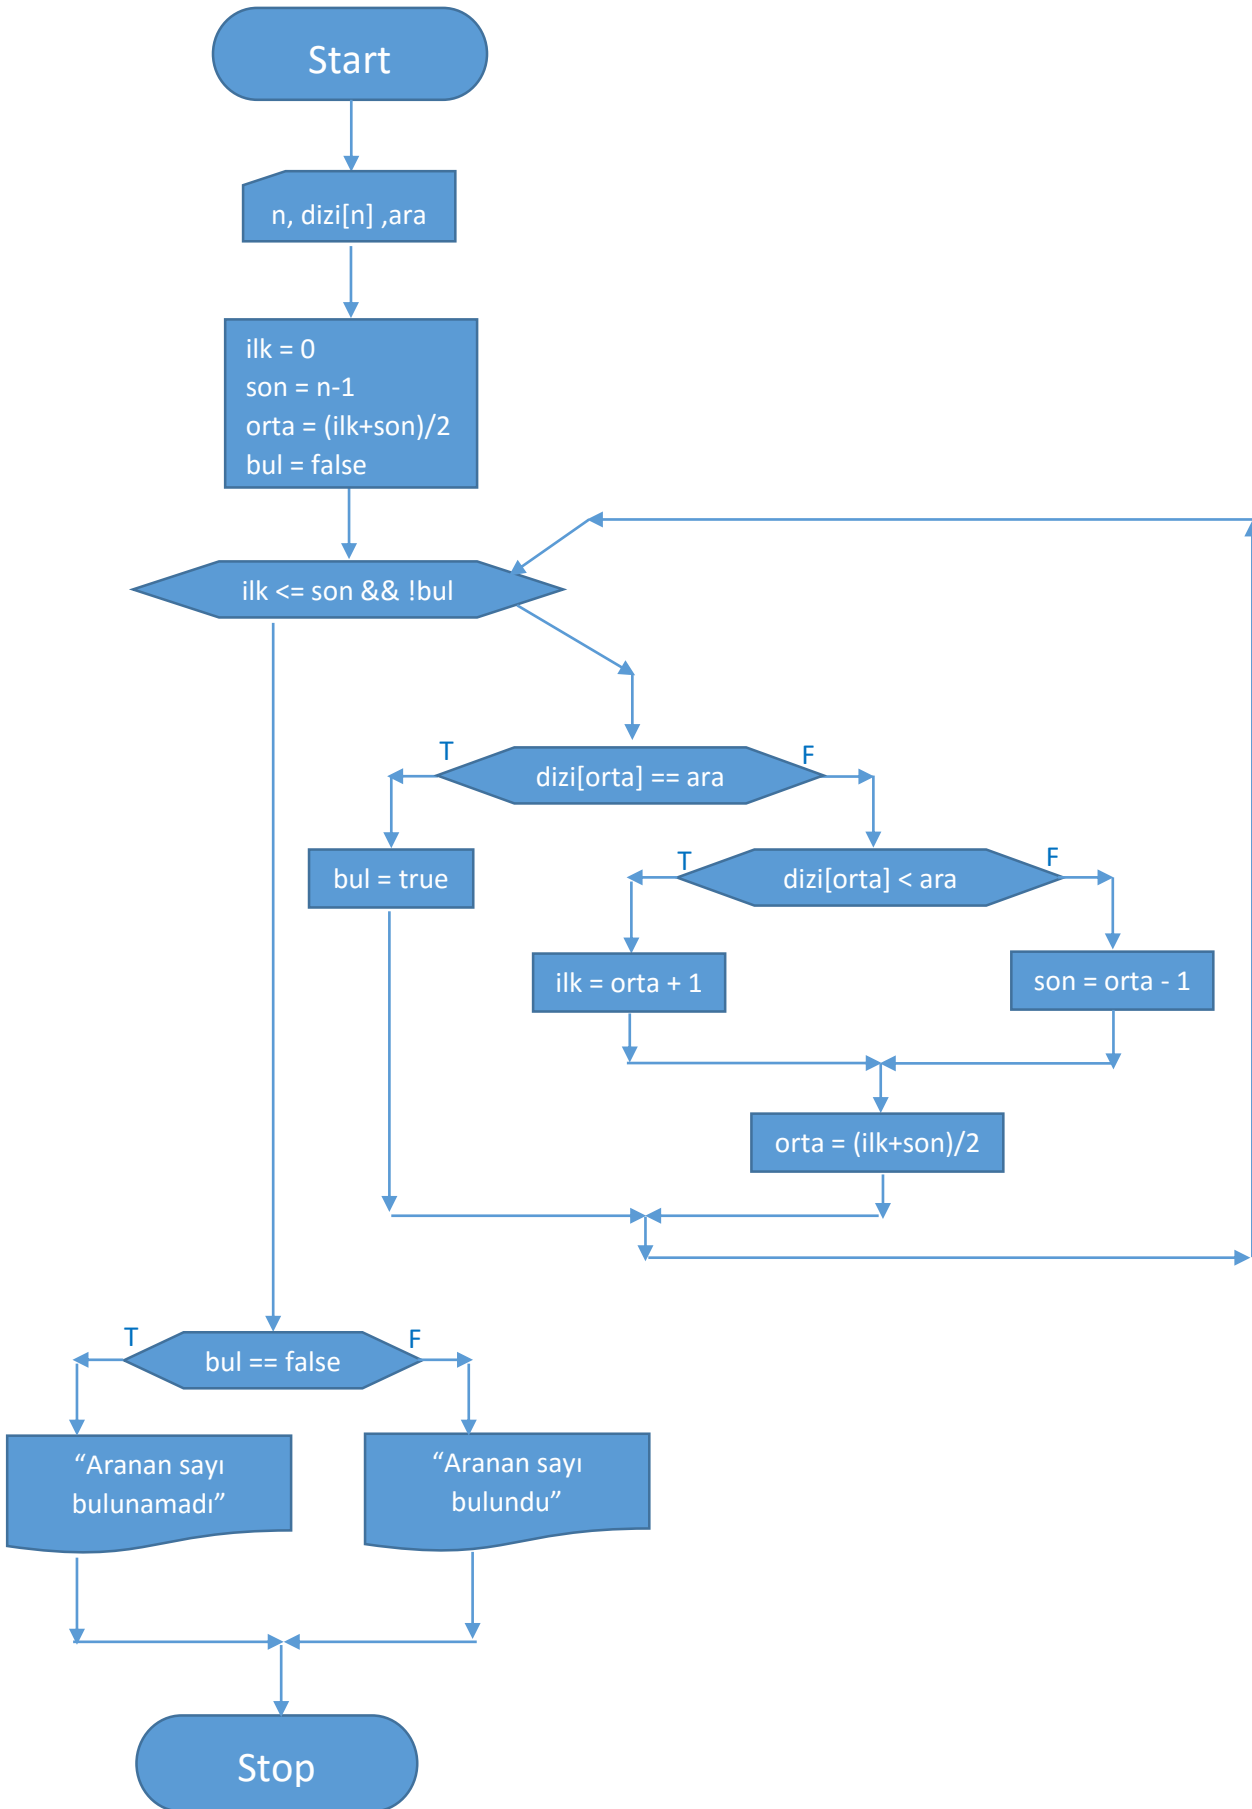 Start
n, dizi[n] ,ara
ilk = 0
son = n-1
orta = (ilk+son)/2
bul = false
ilk <= son && !bul
T
dizi[orta] == ara
F
bul = true
T
dizi[orta] < ara
F
ilk = orta + 1
son = orta - 1
orta = (ilk+son)/2
T
bul == false
F
“Aranan sayı
bulunamadı”
“Aranan sayı
bulundu”
Stop